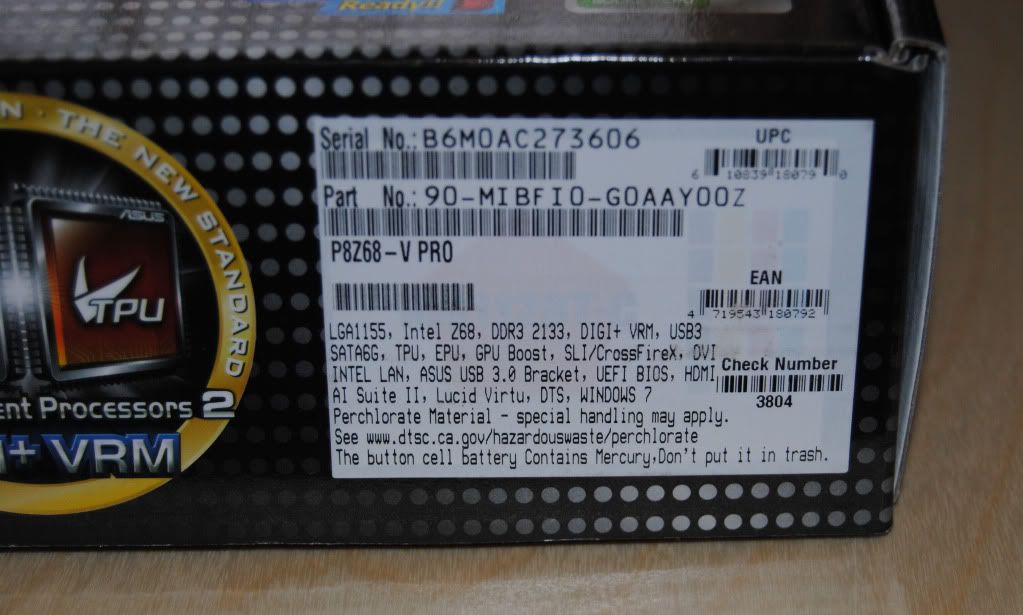 Ready!!
N · THE NEW STANDARD
ASUS
TPU
ent Processors 2
+ VRM
Serial No.: B6M0AC273606
UPC
6 10839 18079 0
Part No.: 90-MIBFI0-G0AAY00Z
P8Z68-V PRO
EAN
4 719543 180792
LGA1155, Intel Z68, DDR3 2133, DIGI+ VRM, USB3
SATA6G, TPU, EPU, GPU Boost, SLI/CrossFireX, DVI
INTEL LAN, ASUS USB 3.0 Bracket, UEFI BIOS, HDMI
AI Suite II, Lucid Virtu, DTS, WINDOWS 7
Check Number
3804
Perchlorate Material - special handling may apply.
See www.dtsc.ca.gov/hazardouswaste/perchlorate
The button cell battery Contains Mercury,Don't put it in trash.